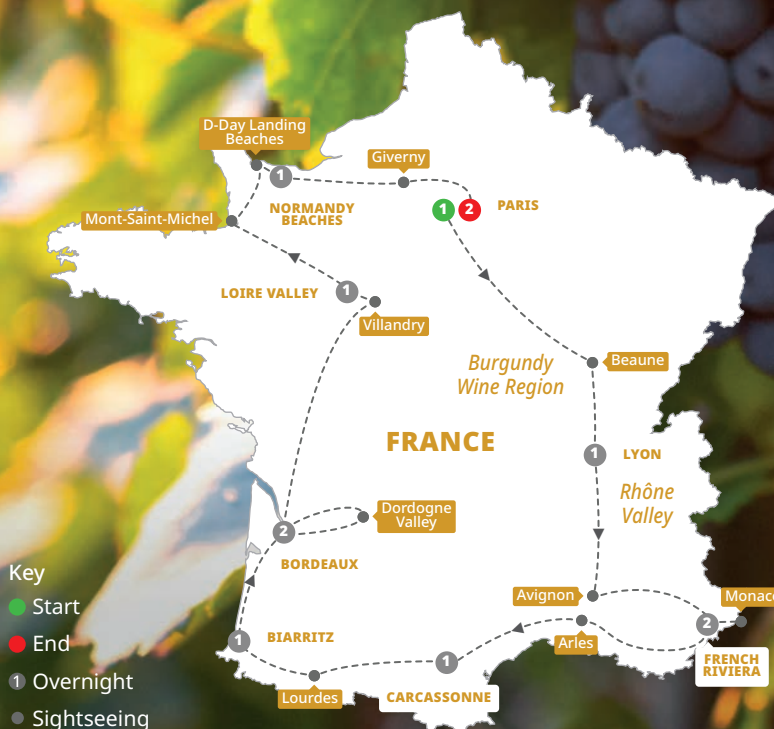 D-Day Landing
Beaches
Giverny
1
NORMANDY
BEACHES
1
2
PARIS
Mont-Saint-Michel
LOIRE VALLEY
1
Villandry
Burgundy
Wine Region
Beaune
FRANCE
1
LYON
Rhône
Valley
2
Dordogne
Valley
BORDEAUX
Avignon
Monaco
2
Arles
FRENCH
RIVIERA
1
BIARRITZ
1
Lourdes
CARCASSONNE
Key
Start
End
1 Overnight
Sightseeing